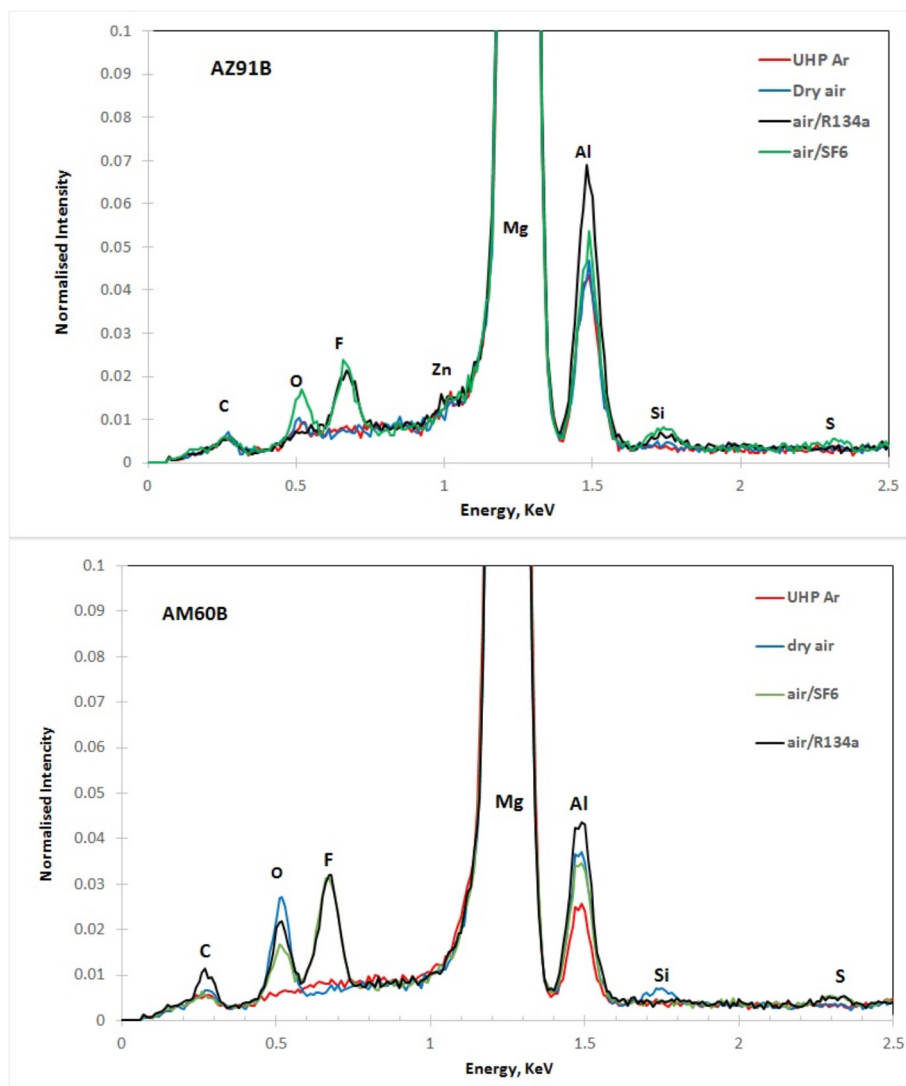 AZ91B
UHP Ar
Dry air
air/R134a
air/SF6
0.1
0.09
0.08
0.07
0.06
0.05
0.04
0.03
0.02
0.01
0
Normalised Intensity
C
O
F
Zn
Mg
Al
Si
S
0
0.5
1
1.5
2
2.5
Energy, KeV
AM60B
UHP Ar
dry air
air/SF6
air/R134a
0.1
0.09
0.08
0.07
0.06
0.05
0.04
0.03
0.02
0.01
0
Normalised Intencity
C
O
F
Mg
Al
Si
S
0
0.5
1
1.5
2
2.5
Energy, KeV